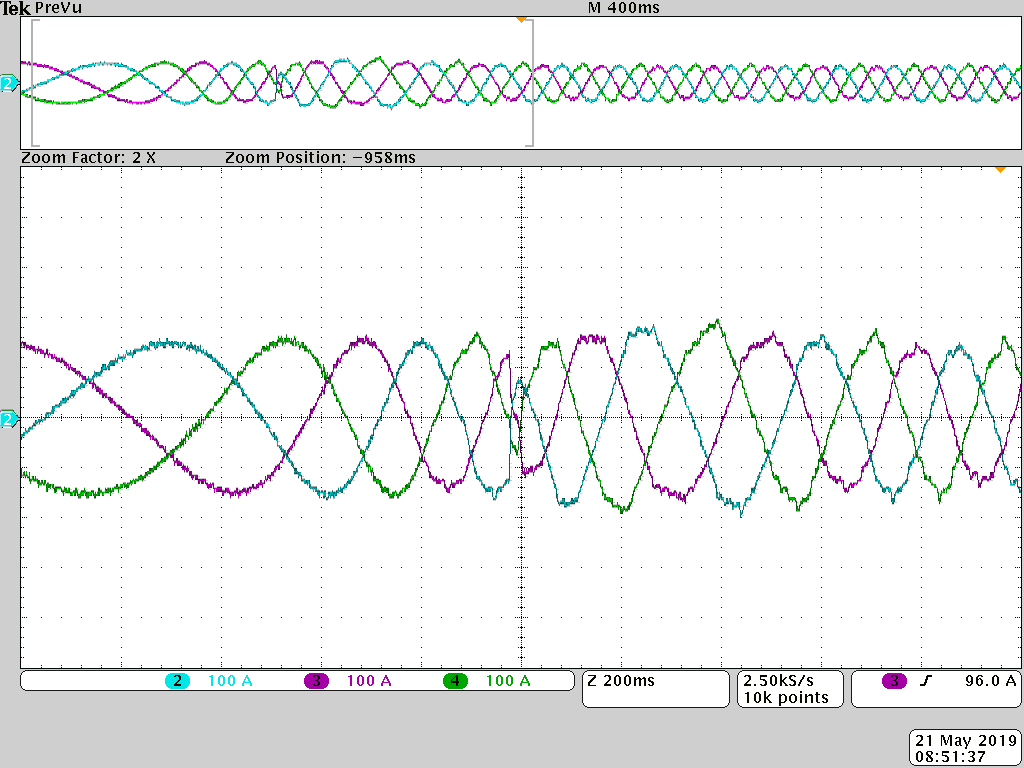 Tek PreVu M 400ms
2
Zoom Factor: 2 X Zoom Position: −958ms
2
2 100 A 3 100 A 4 100 A Z 200ms 2.50kS/s 3 96.0 A
10k points
21 May 2019
08:51:37